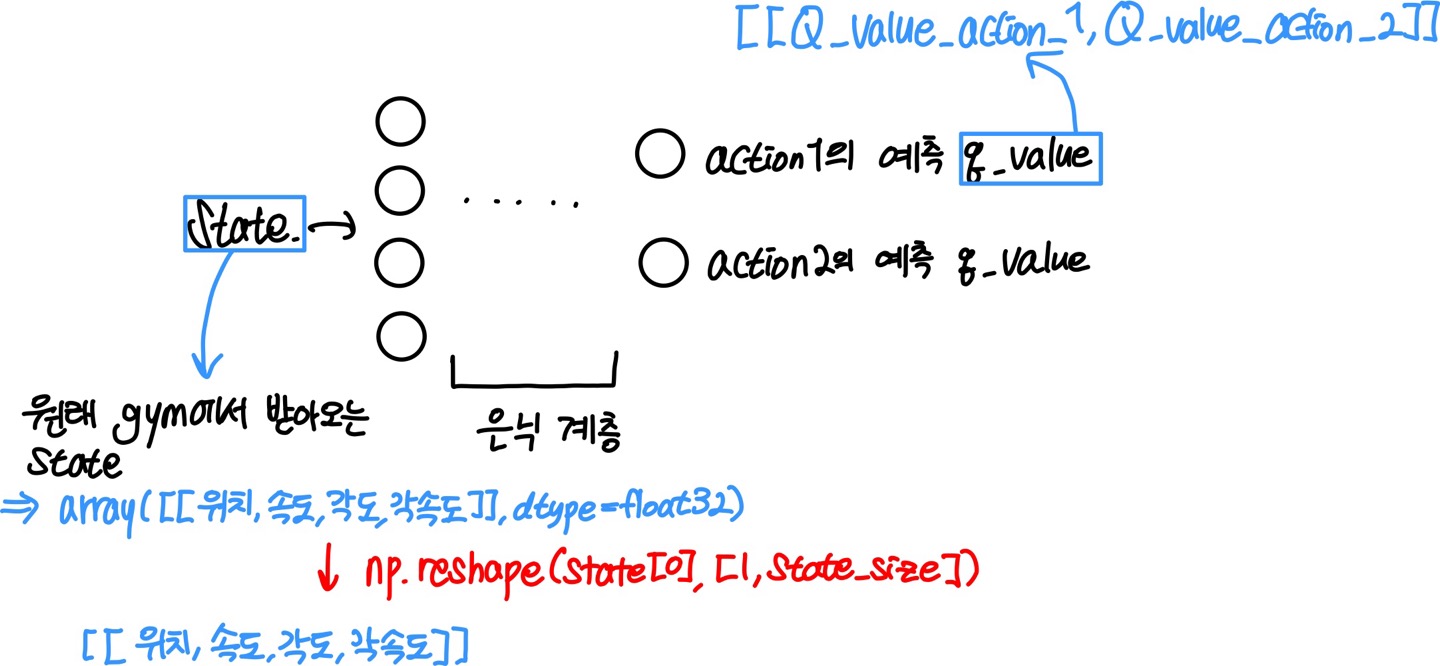 [[Q_value_action_1, Q_value_action_2]]
action1의 예측 q_value
State.
action2의 예측 q_value
원래 gym에서 받아오는
State
은닉 계층
⇒ array([[위치, 속도, 각도, 각속도]], dtype=float32)
↓ np.reshape(state[0], [1, state_size])
[[위치, 속도, 각도, 각속도]]